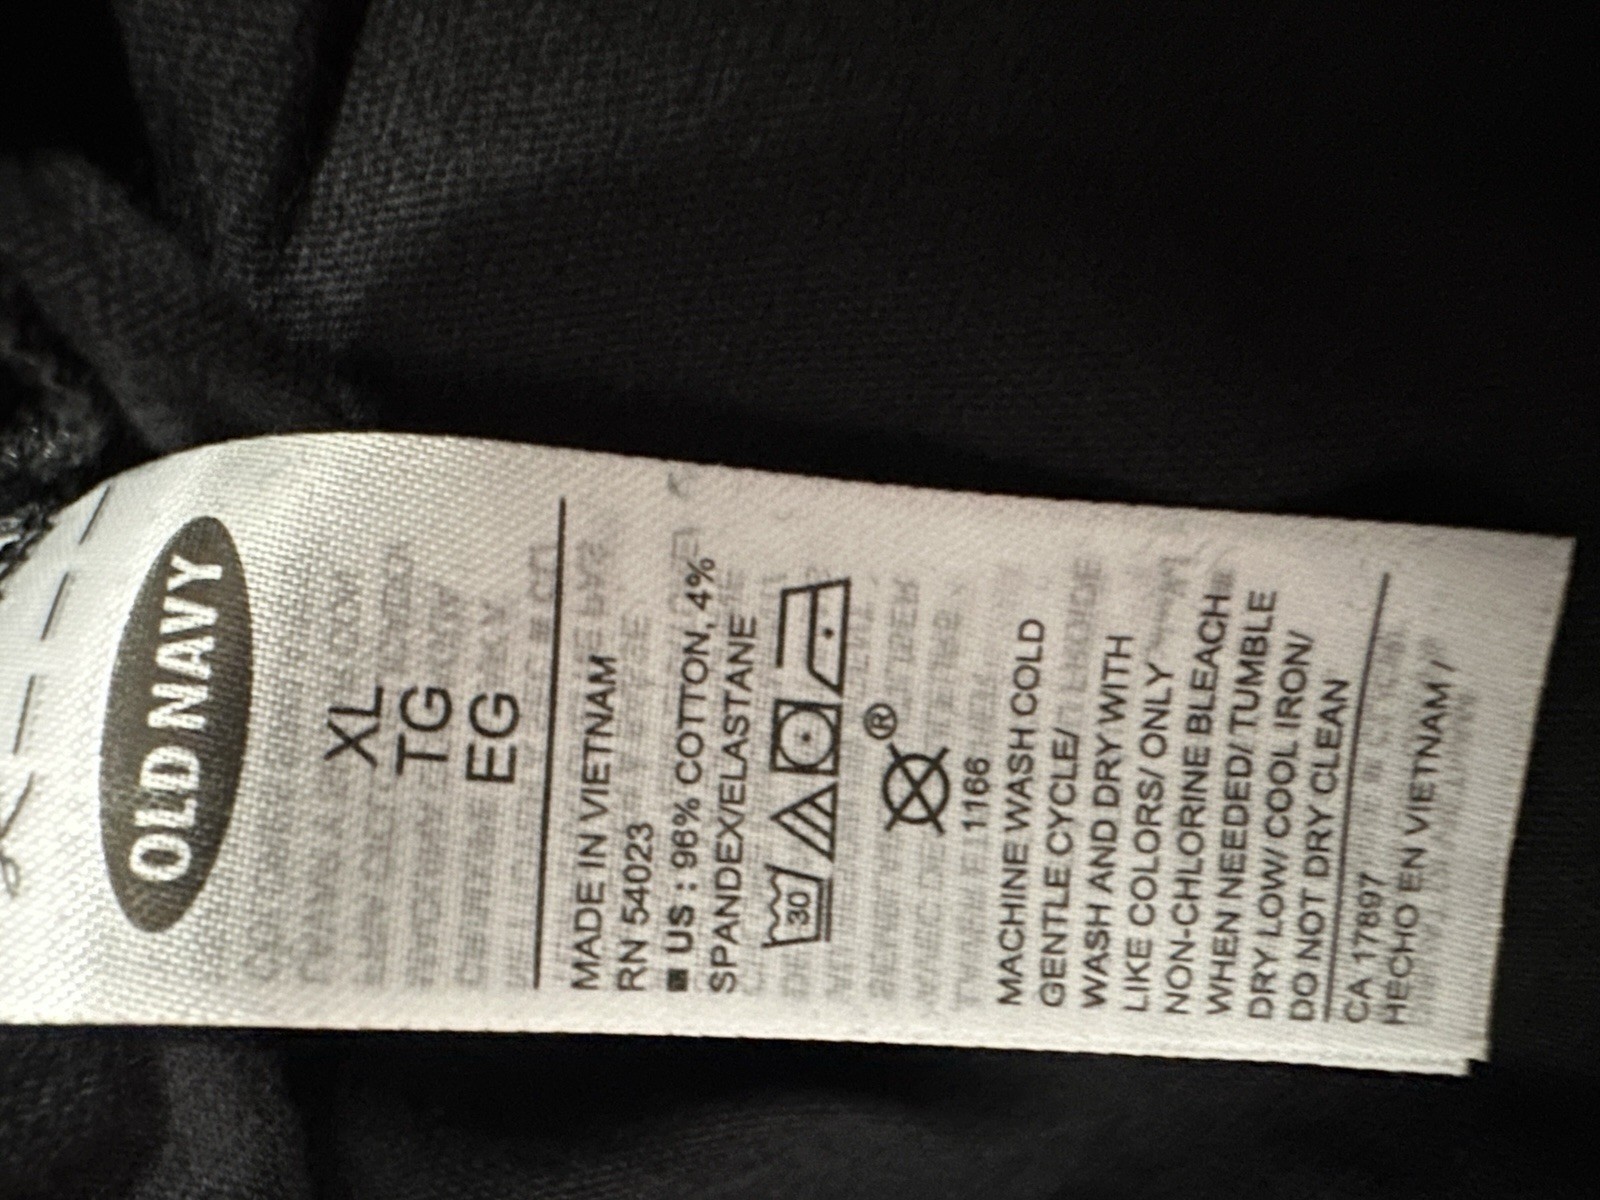 OLD NAVY
XL
TG
EG
MADE IN VIETNAM
RN 54023
■ US : 96% COTTON, 4%
SPANDEX/ELASTANE
30
®
1166
MACHINE WASH COLD
GENTLE CYCLE/
WASH AND DRY WITH
LIKE COLORS/ ONLY
NON-CHLORINE BLEACH
WHEN NEEDED/ TUMBLE
DRY LOW/ COOL IRON/
DO NOT DRY CLEAN
CA 17897
HECHO EN VIETNAM /